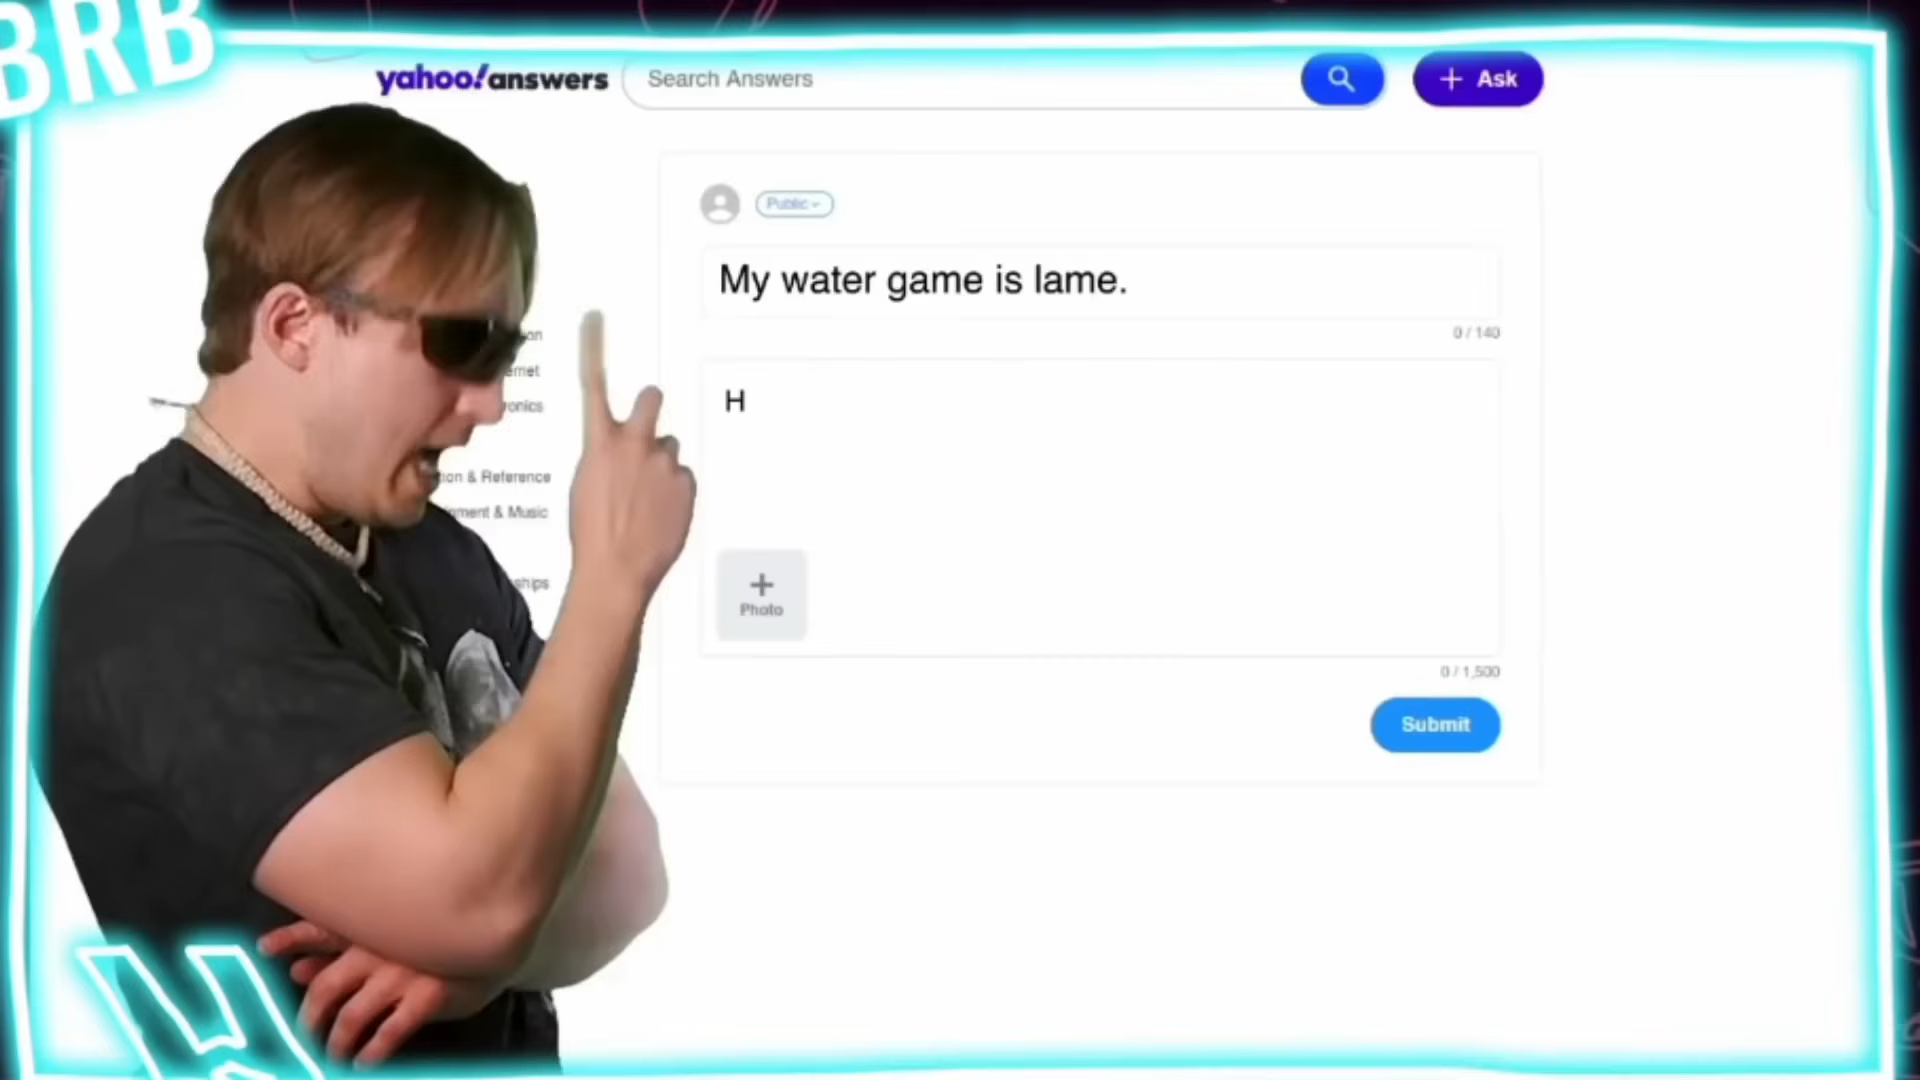 BRB
yahoo!answers
Search Answers
+ Ask
Public
My water game is lame.
0 / 140
H
& Reference
& Music
+
Photo
0 / 1,500
Submit